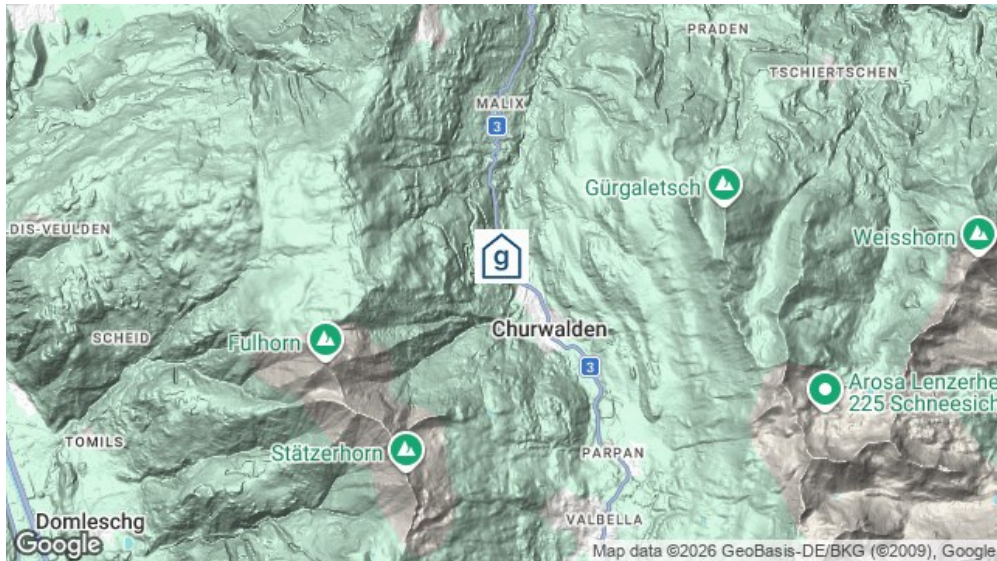 PRADEN
TSCHIERTSCHEN
MALIX
3
Gürgaletsch
DIS-VEULDEN
Weisshorn
g
Churwalden
SCHEID
Fulhorn
3
Arosa Lenzerhe
225 Schneesich
TOMILS
Stätzerhorn
PARPAN
VALBELLA
Domleschg
Google
Map data ©2026 GeoBasis-DE/BKG (©2009), Google